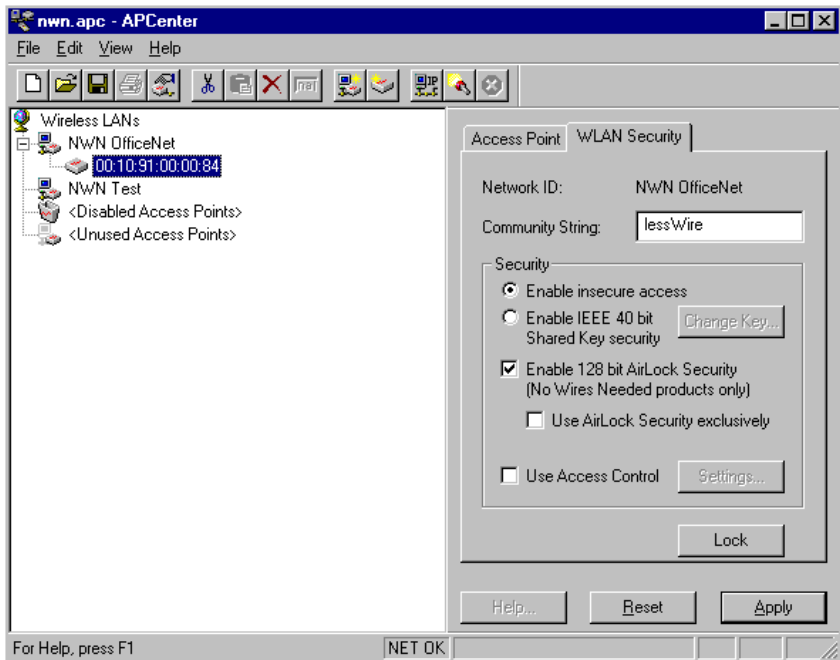 nwn.apc - APCenter
File Edit View Help
nat
IP
Wireless LANs
NWN OfficeNet
00:10:91:00:00:84
NWN Test
<Disabled Access Points>
<Unused Access Points>
Access Point WLAN Security
Network ID: NWN OfficeNet
Community String: lessWire
Security
Enable insecure access
Enable IEEE 40 bit
Shared Key security
Change Key...
Enable 128 bit AirLock Security
(No Wires Needed products only)
Use AirLock Security exclusively
Use Access Control
Settings...
Lock
Help... Reset Apply
For Help, press F1 NET OK